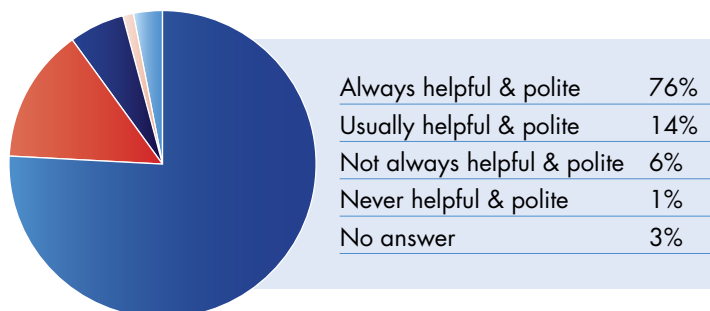 Always helpful & polite 76%
Usually helpful & polite 14%
Not always helpful & polite 6%
Never helpful & polite 1%
No answer 3%